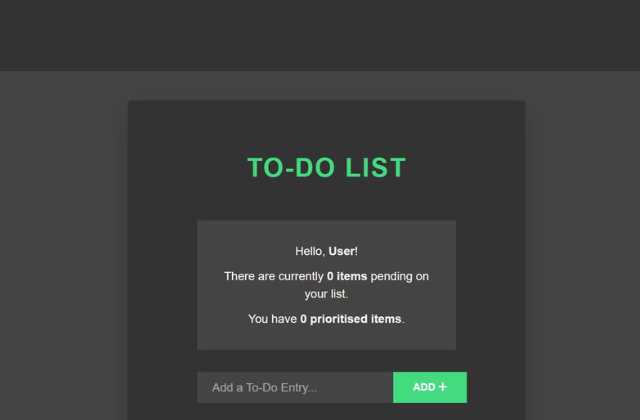 TO-DO LIST
Hello, User!
There are currently 0 items pending on
your list.
You have 0 prioritised items.
Add a To-Do Entry...
ADD +